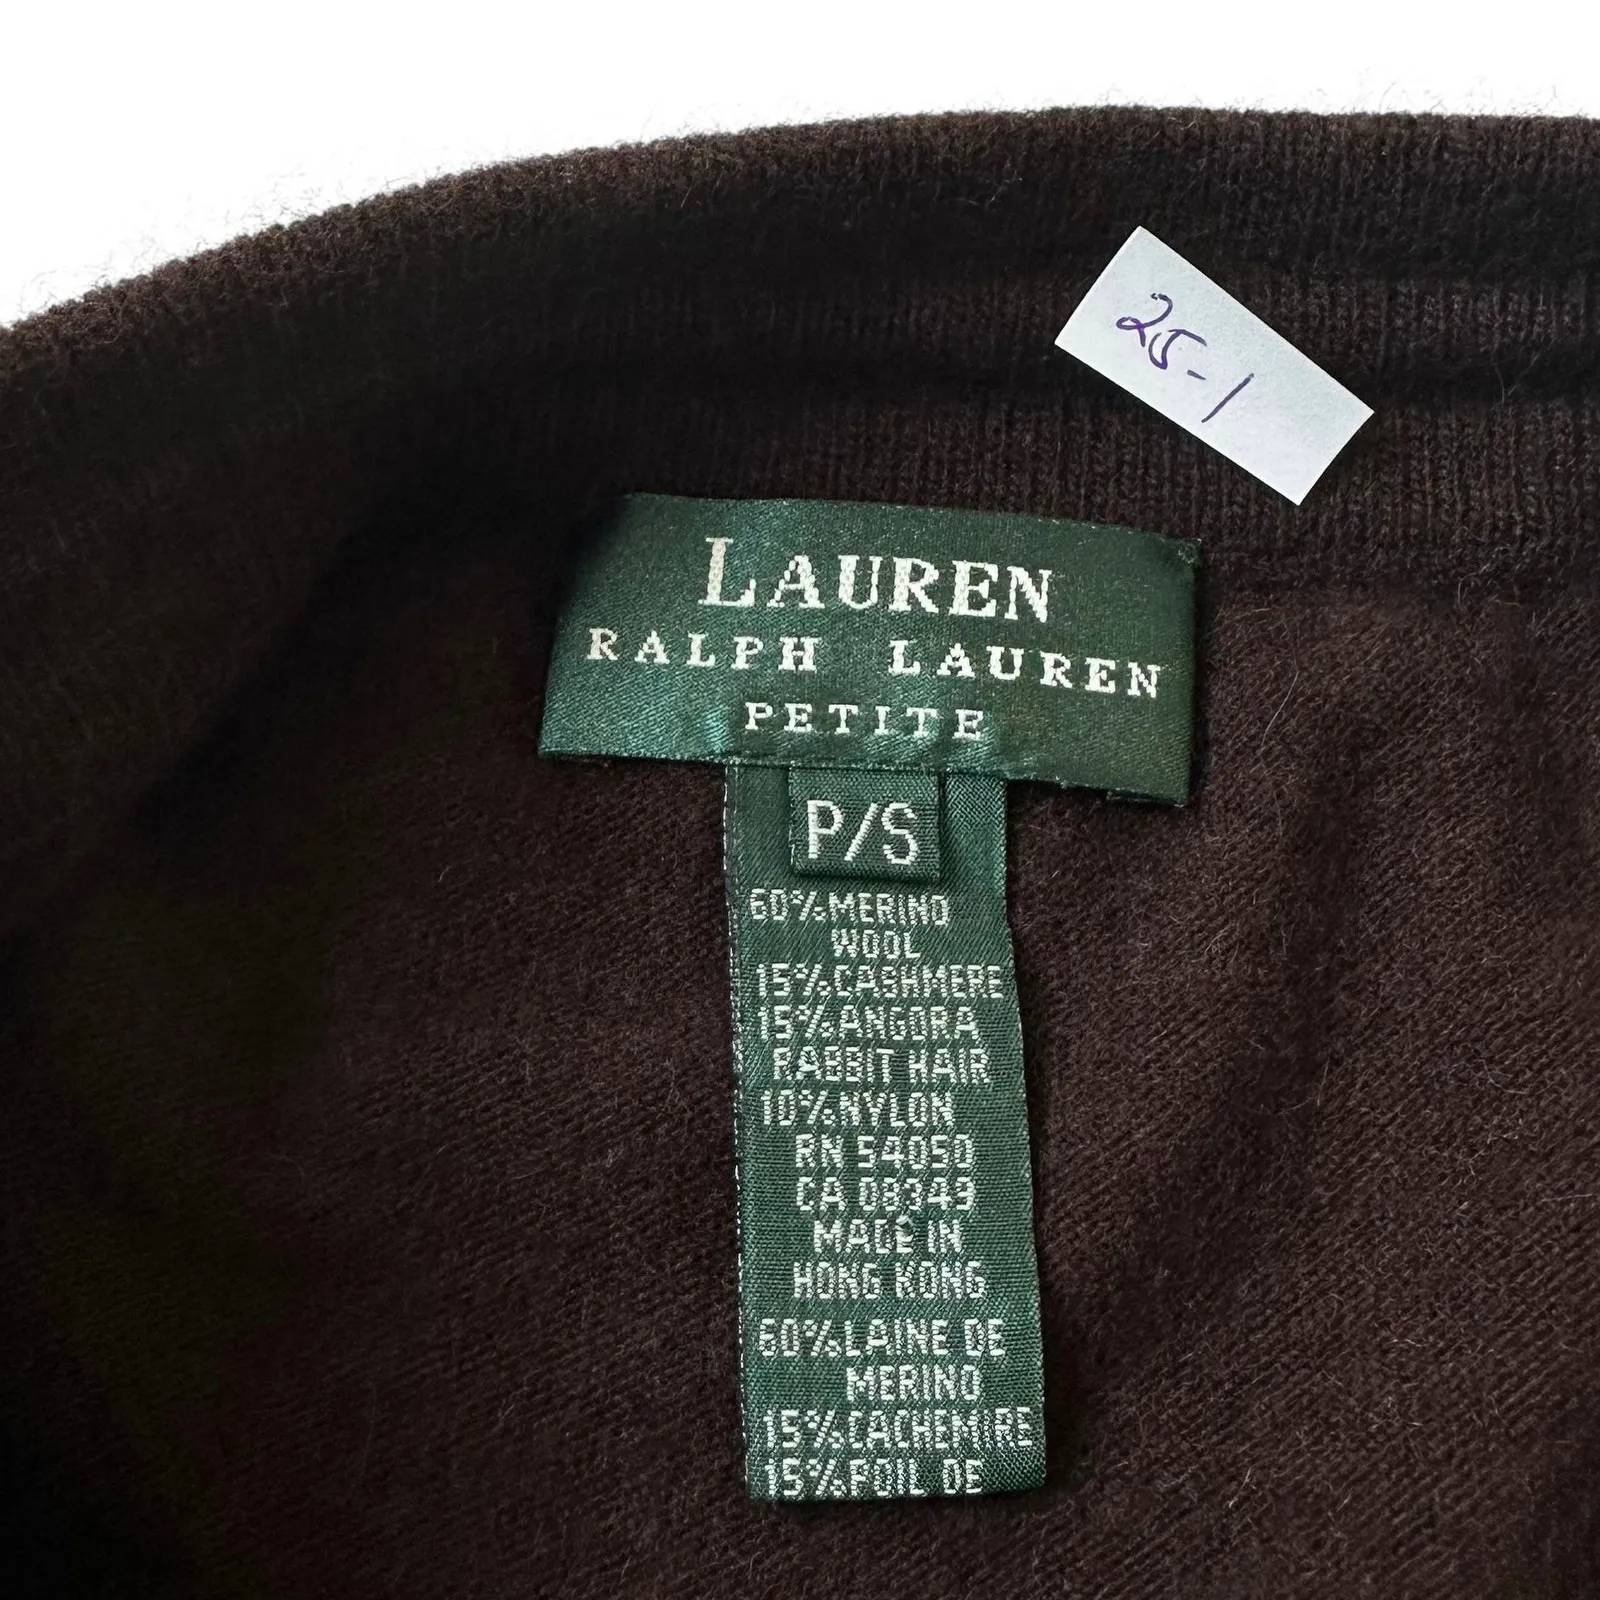 25-1
LAUREN
RALPH LAUREN
PETITE
P/S
60%MERINO
WOOL
15%CASHMERE
15%ANGORA
RABBIT HAIR
10%NYLON
RN 54050
CA 08343
MADE IN
HONG KONG
60%LAINE DE
MERINO
15%CACHEMIRE
15%POIL DE